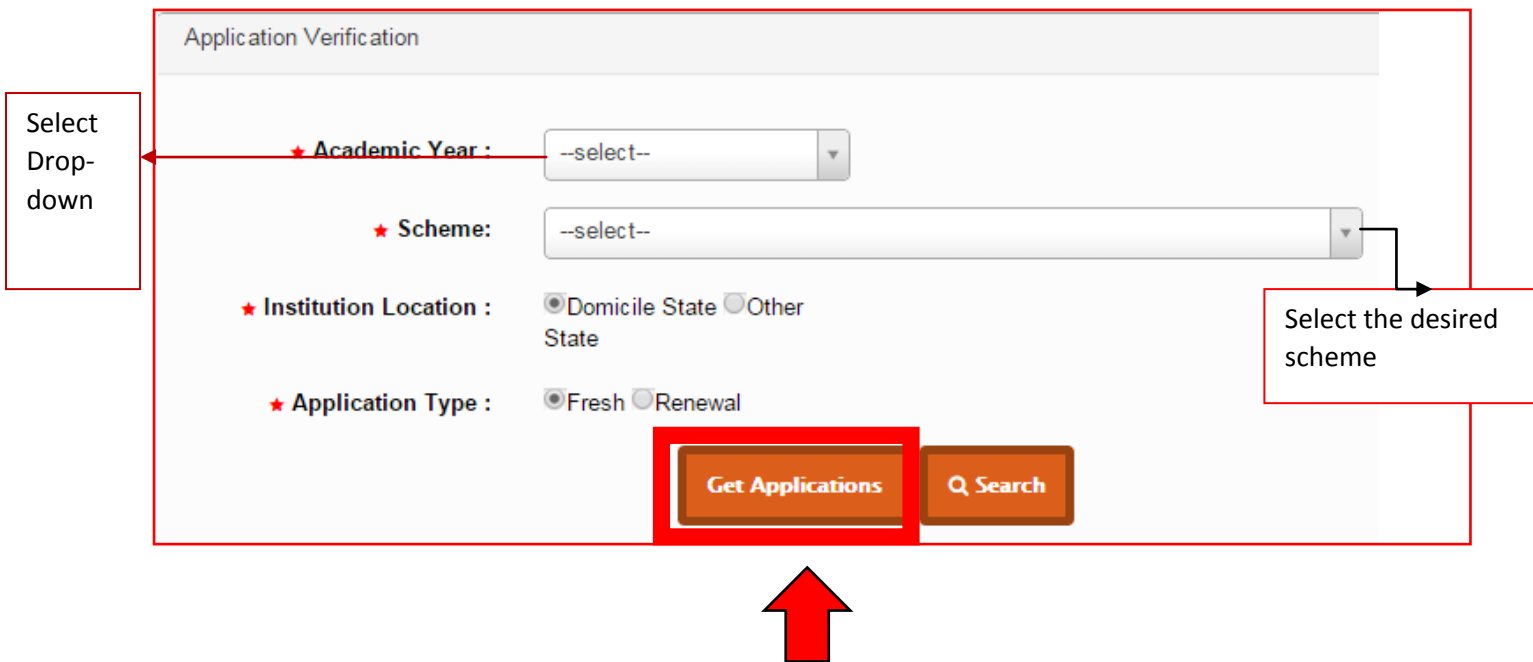 Application Verification
Select
Drop-
down
★ Academic Year :
--select--
★ Scheme:
--select--
★ Institution Location :
Domicile State Other
State
Select the desired
scheme
★ Application Type :
Fresh Renewal
Get Applications
Search